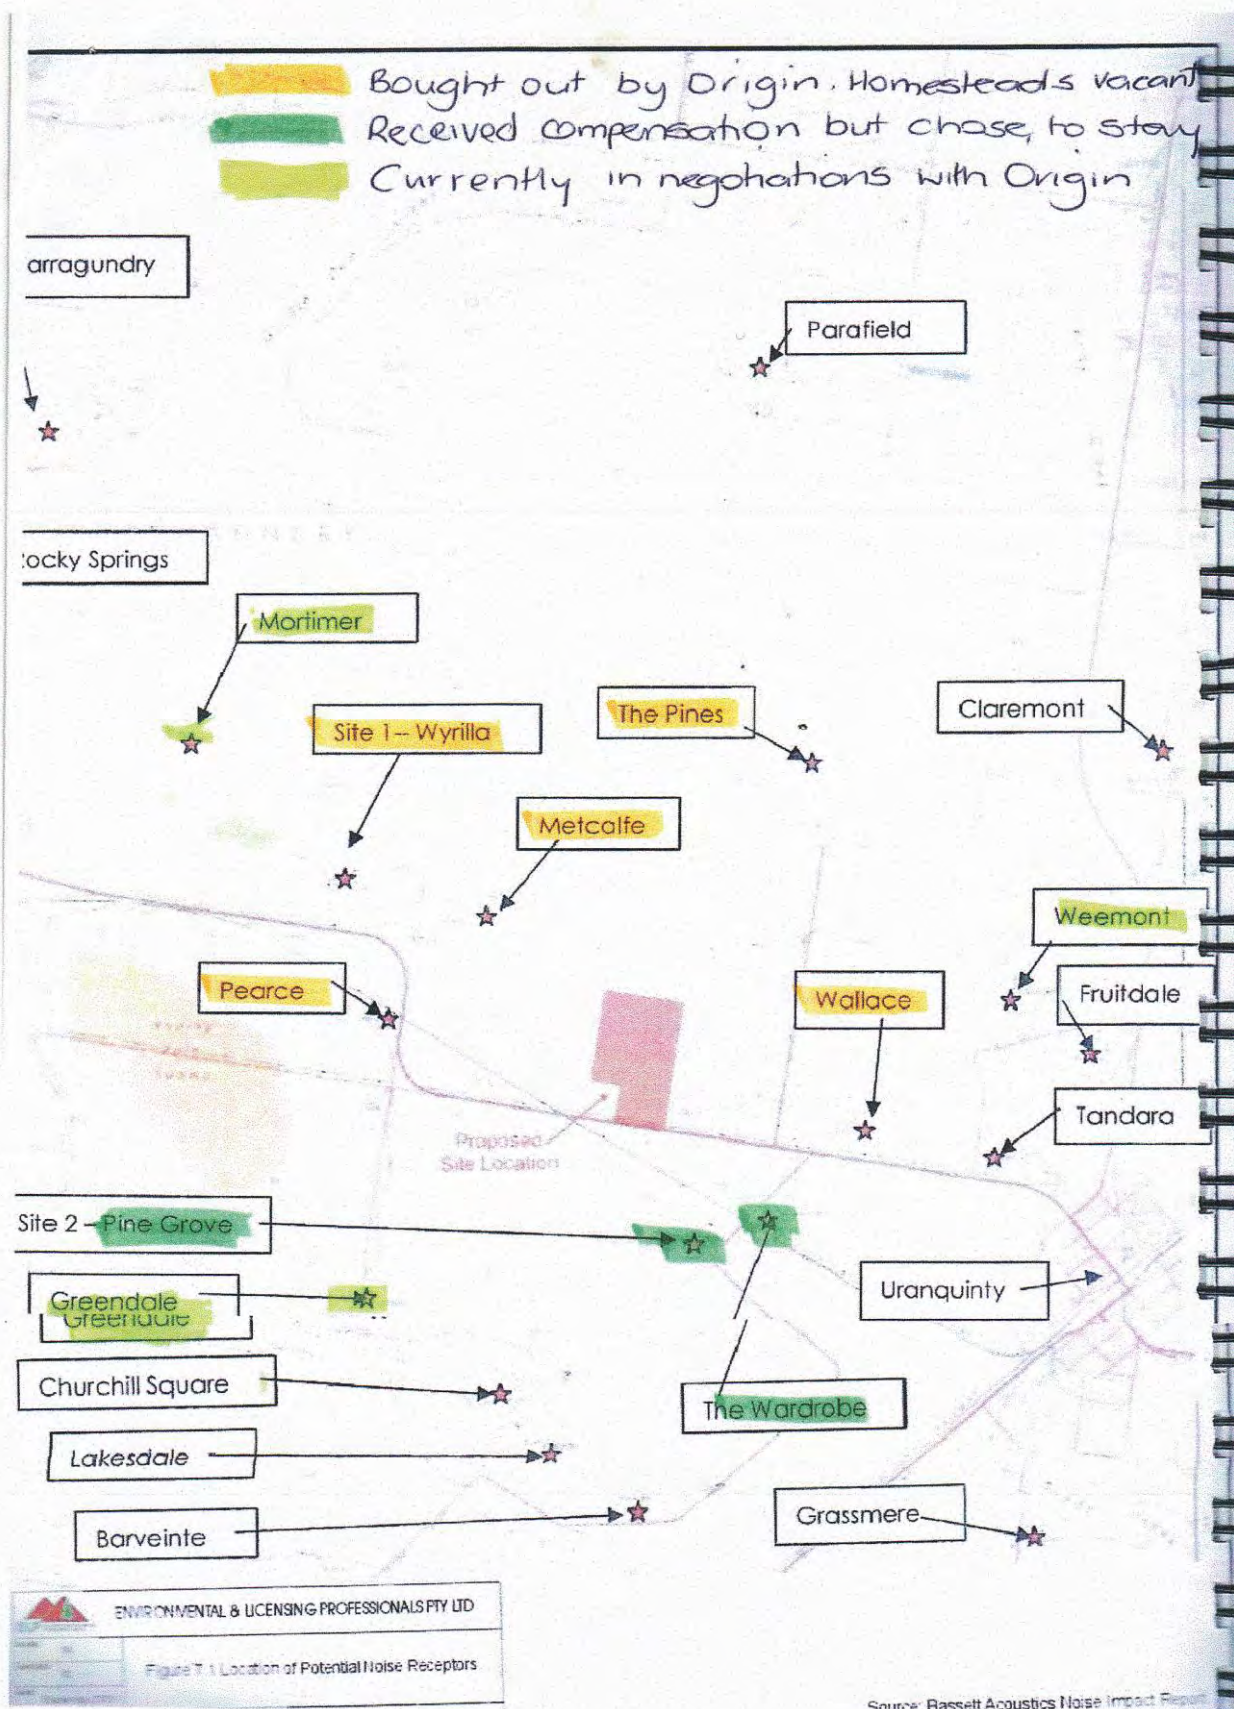 Bought out by Origin. Homesteads vacant
Received compensation but chose, to stay
Currently in negotiations with Origin
arragundry
Parafield
ocky Springs
Mortimer
Site 1 – Wyrilla
The Pines
Claremont
Metcalfe
Weemont
Pearce
Wallace
Fruitdale
Proposed
Site Location
Tandara
Site 2 – Pine Grove
Greendale
Greendale
Uranquinty
Churchill Square
The Wardrobe
Lakesdale
Barveinte
Grassmere
ENVIRONMENTAL & LICENSING PROFESSIONALS PTY LTD
Figure 7.1 Location of Potential Noise Receptors
Source: Bassett Acoustics Noise Impact Report